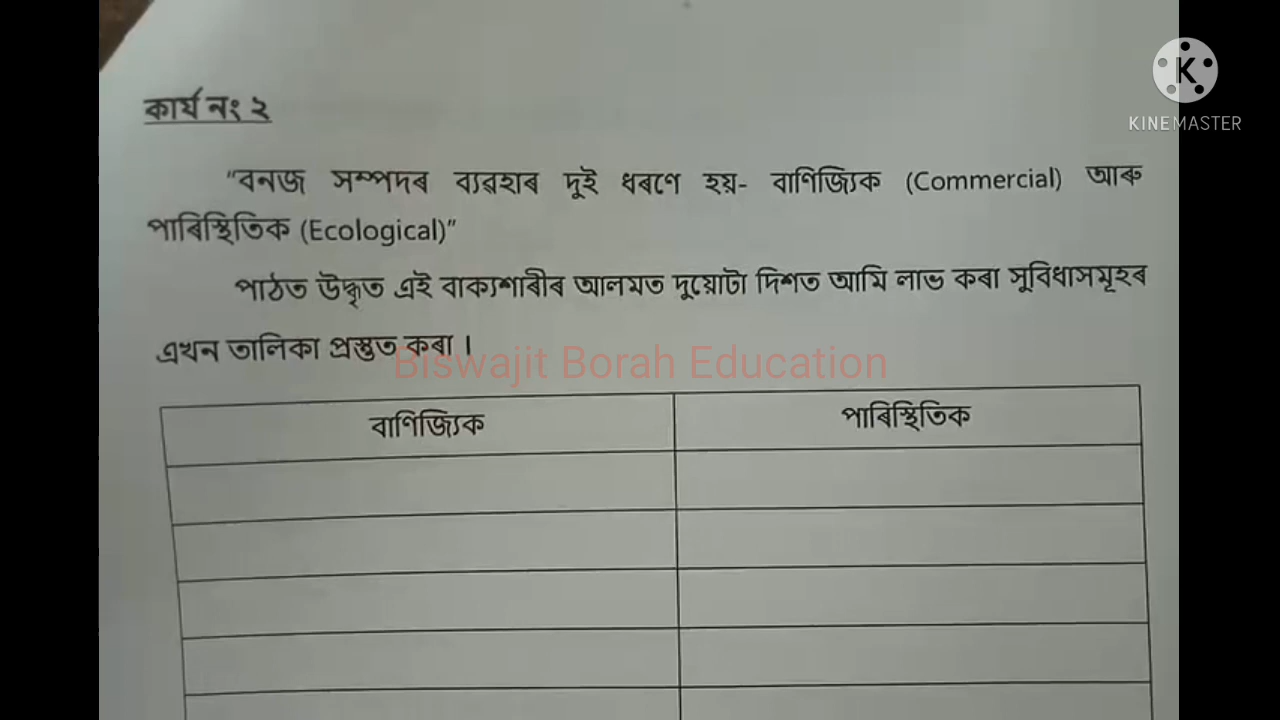 KINEMASTER
কাৰ্য নং ২
“বনজ সম্পদৰ ব্যৱহাৰ দুই ধৰণে হয়- বাণিজ্যিক (Commercial) আৰু
পাৰিস্থিতিক (Ecological)”
পাঠত উদ্ধৃত এই বাক্যশাৰীৰ আলমত দুয়োটা দিশত আমি লাভ কৰা সুবিধাসমূহৰ
এখন তালিকা প্ৰস্তুত কৰা ।
Biswajit Borah Education
বাণিজ্যিক পাৰিস্থিতিক